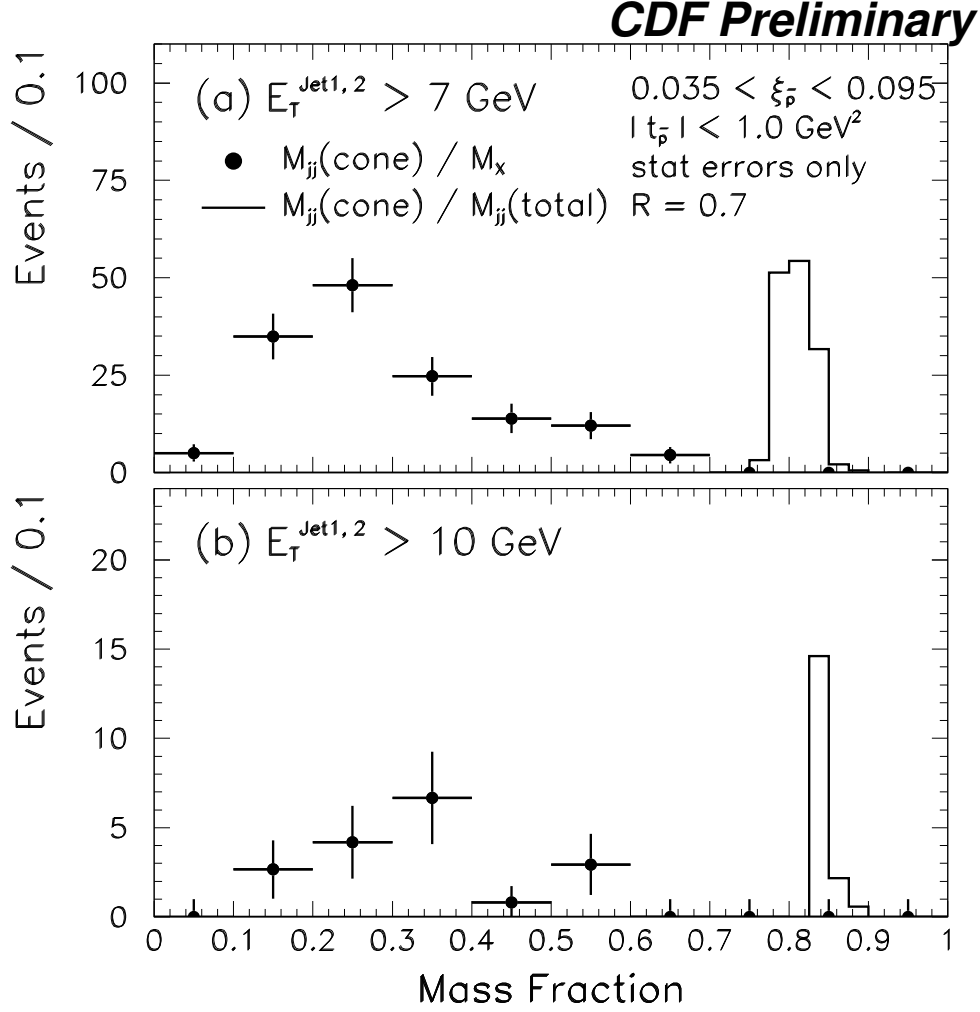 CDF Preliminary
Events / 0.1
100
75
50
25
0
(a) E_T^Jet1, 2 > 7 GeV
M_jj(cone) / M_x
M_jj(cone) / M_jj(total)
0.035 < ξ_p̄ < 0.095
| t_p̄ | < 1.0 GeV²
stat errors only
R = 0.7
Events / 0.1
20
15
10
5
0
(b) E_T^Jet1, 2 > 10 GeV
0 0.1 0.2 0.3 0.4 0.5 0.6 0.7 0.8 0.9 1
Mass Fraction